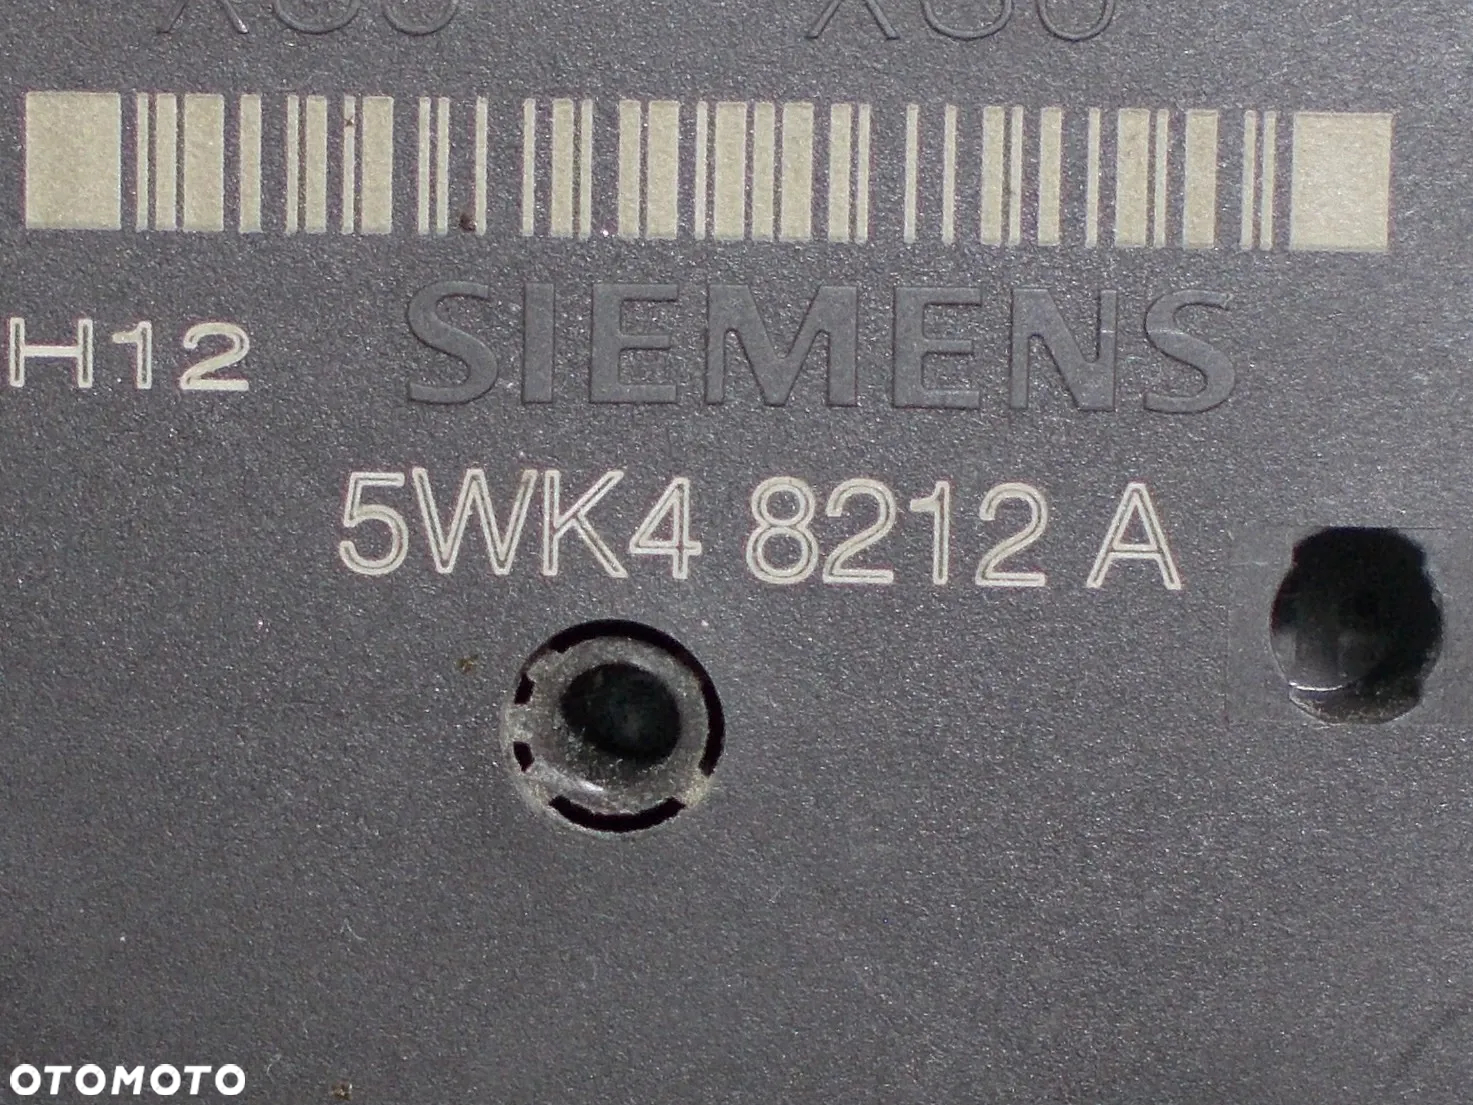 H12
SIEMENS
5WK4 8212 A
OTOMOTO